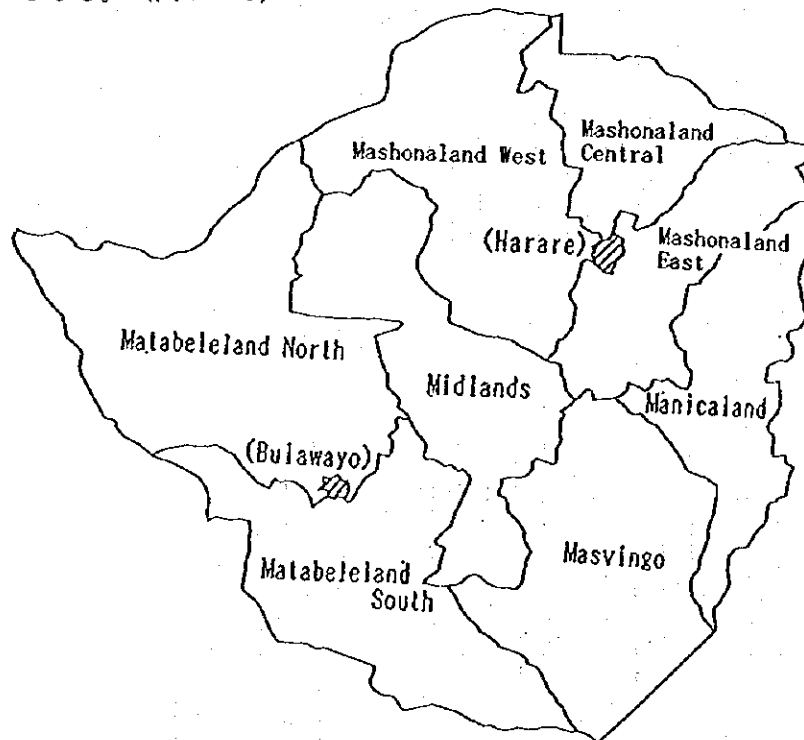 Mashonaland
Central
Mashonaland West
(Harare)
Mashonaland
East
Matabeleland North
Midlands
Manicaland
(Bulawayo)
Masvingo
Matabeleland
South